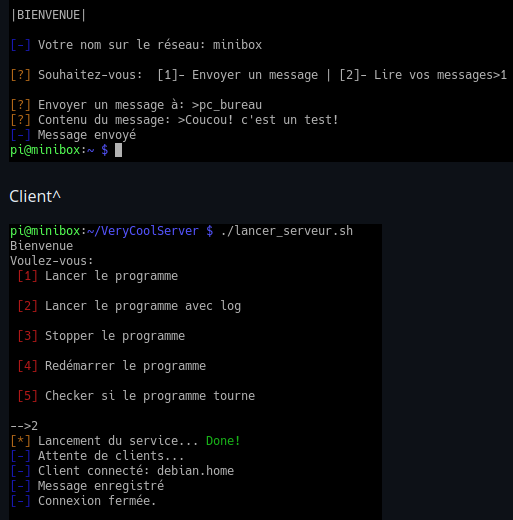 |BIENVENUE|
[-] Votre nom sur le réseau: minibox
[?] Souhaitez-vous:  [1]- Envoyer un message | [2]- Lire vos messages>1
[?] Envoyer un message à: >pc_bureau
[?] Contenu du message: >Coucou! c'est un test!
[-] Message envoyé
pi@minibox:~ $
Client^
pi@minibox:~/VeryCoolServer $ ./lancer_serveur.sh
Bienvenue
Voulez-vous:
[1] Lancer le programme
[2] Lancer le programme avec log
[3] Stopper le programme
[4] Redémarrer le programme
[5] Checker si le programme tourne
-->2
[*] Lancement du service... Done!
[-] Attente de clients...
[-] Client connecté: debian.home
[-] Message enregistré
[-] Connexion fermée.